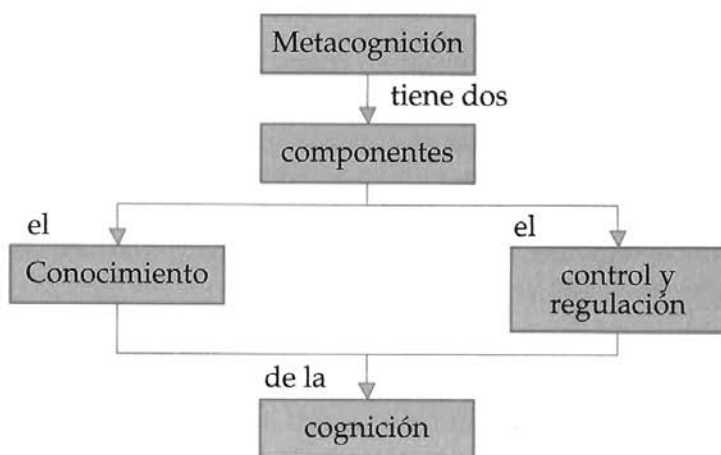 Metacognición
tiene dos
componentes
el
el
Conocimiento
control y
regulación
de la
cognición